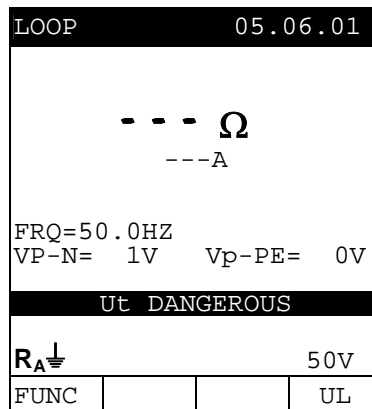 LOOP 05.06.01
- - - Ω
---A
FRQ=50.0HZ
VP-N= 1V Vp-PE= 0V
Ut DANGEROUS
RA⏚ 50V
FUNC UL